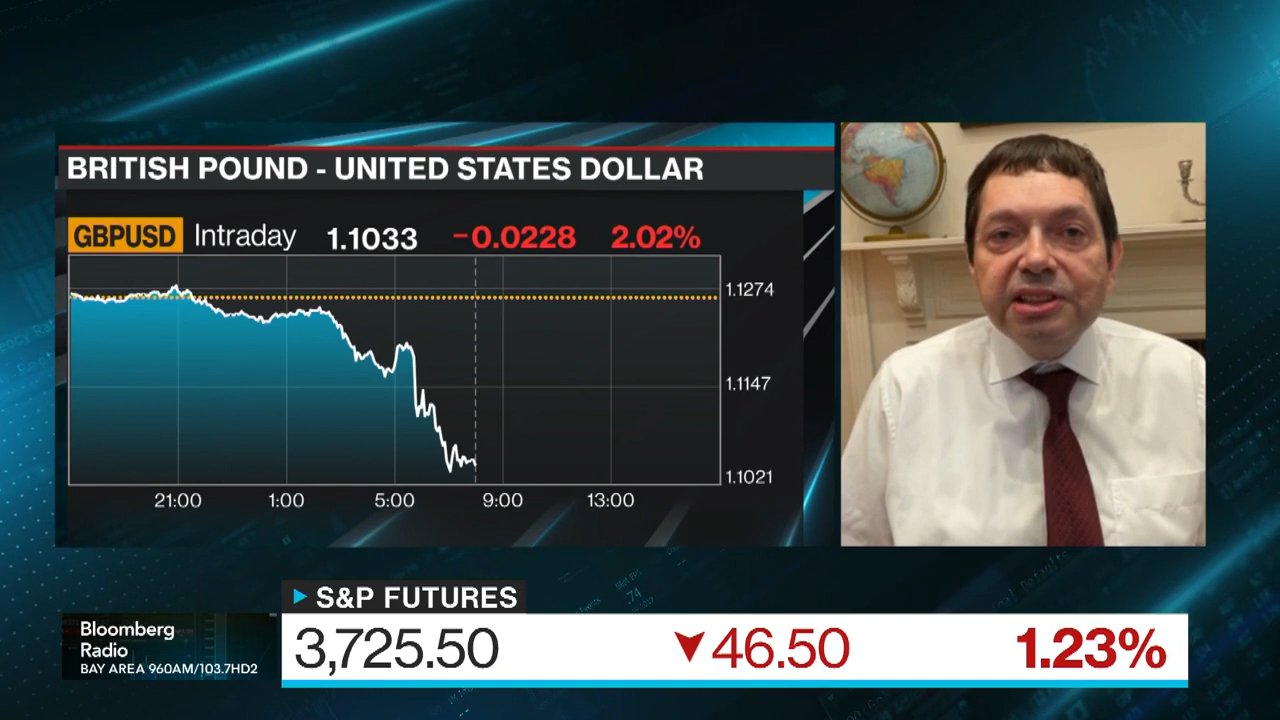 BRITISH POUND - UNITED STATES DOLLAR
GBPUSD Intraday 1.1033 −0.0228 2.02%
1.1274
1.1147
1.1021
21:00 1:00 5:00 9:00 13:00
S&P FUTURES
3,725.50 ▼46.50 1.23%
Bloomberg
Radio
BAY AREA 960AM/103.7HD2